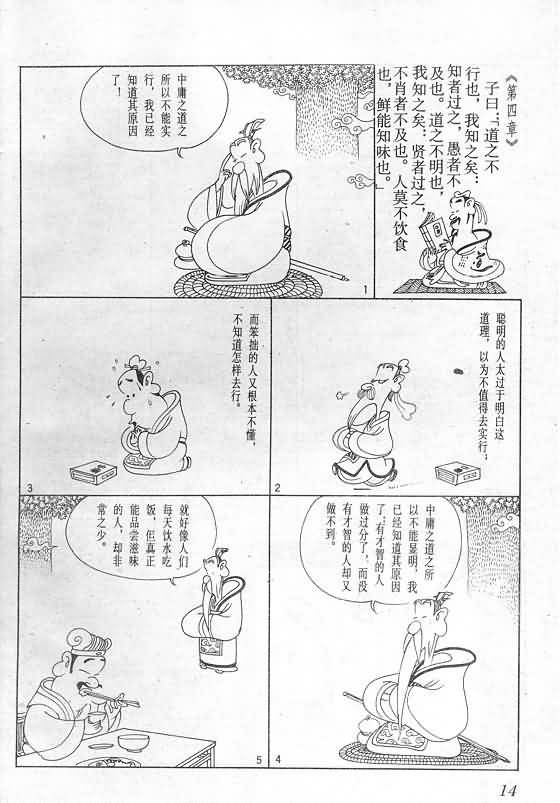 《第四章》
子曰：「道之不
行也，我知之矣：
知者过之，愚者不
及也。道之不明也，
我知之矣：贤者过之，
不肖者不及也。人莫不饮食
也，鲜能知味也。」
道
中庸之道之
所以不能实
行，我已经
知道其原因
了！
1
聪明的人太过于明白这
道理，以为不值得去实行；
2
而笨拙的人又根本不懂，
不知道怎样去行。
3
中庸之道之所
以不能显明，我
已经知道其原因
了：有才智的人
做过分了，而没
有才智的人却又
做不到。
4
就好像人们
每天饮水吃
饭，但真正
能品尝滋味
的人，却非
常之少。
5
14